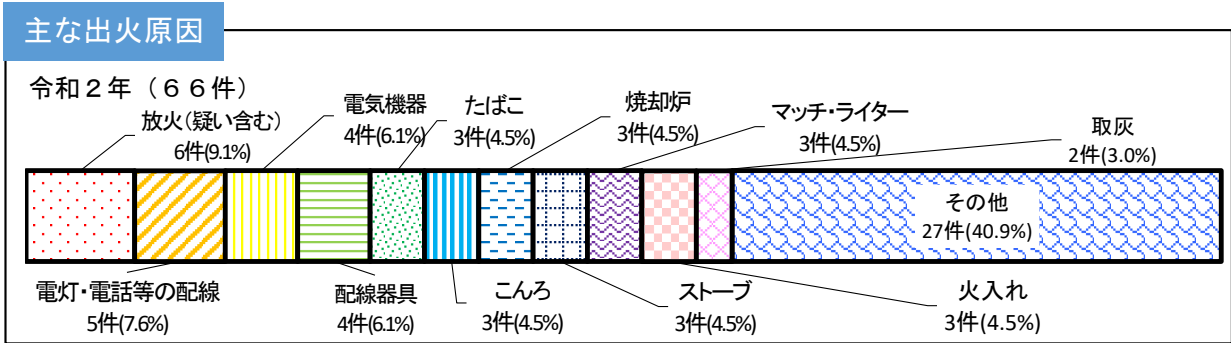 主な出火原因
令和２年（６６件）
放火（疑い含む）
6件(9.1%)
電気機器
4件(6.1%)
たばこ
3件(4.5%)
焼却炉
3件(4.5%)
マッチ・ライター
3件(4.5%)
取灰
2件(3.0%)
その他
27件(40.9%)
電灯・電話等の配線
5件(7.6%)
配線器具
4件(6.1%)
こんろ
3件(4.5%)
ストーブ
3件(4.5%)
火入れ
3件(4.5%)